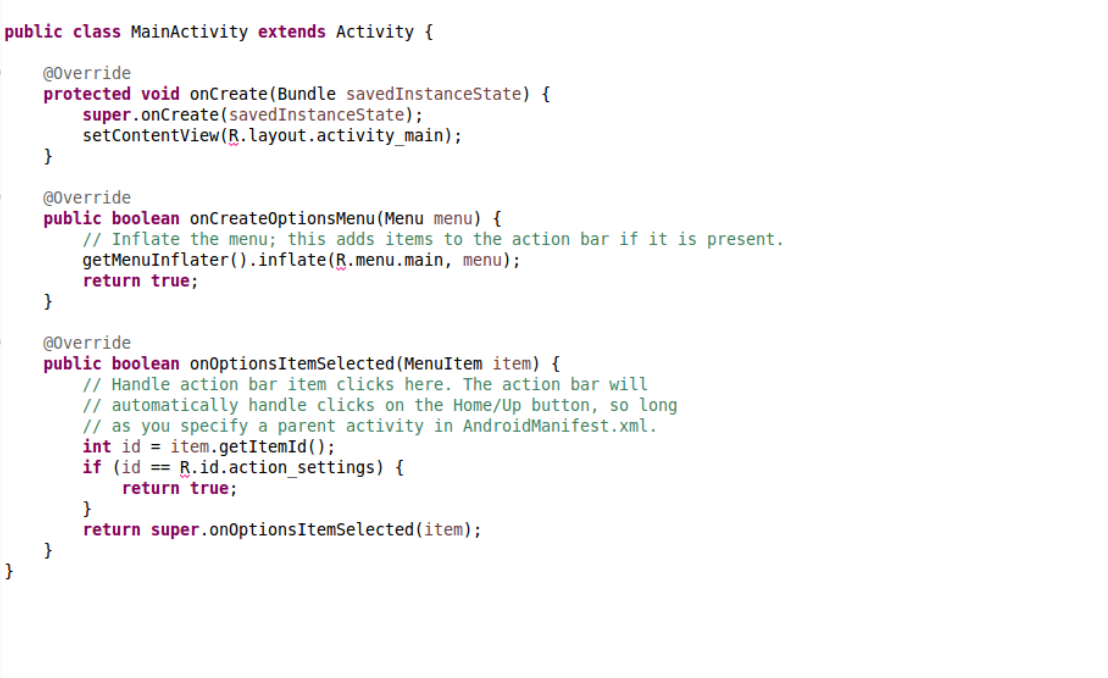 public class MainActivity extends Activity {
@Override
protected void onCreate(Bundle savedInstanceState) {
super.onCreate(savedInstanceState);
setContentView(R.layout.activity_main);
}
@Override
public boolean onCreateOptionsMenu(Menu menu) {
// Inflate the menu; this adds items to the action bar if it is present.
getMenuInflater().inflate(R.menu.main, menu);
return true;
}
@Override
public boolean onOptionsItemSelected(MenuItem item) {
// Handle action bar item clicks here. The action bar will
// automatically handle clicks on the Home/Up button, so long
// as you specify a parent activity in AndroidManifest.xml.
int id = item.getItemId();
if (id == R.id.action_settings) {
return true;
}
return super.onOptionsItemSelected(item);
}
}